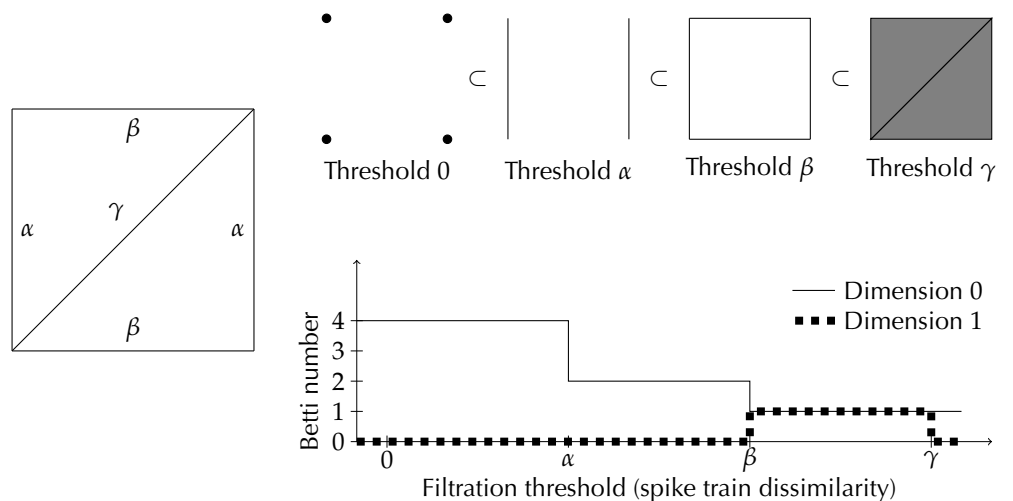 β
γ
α
α
β
⊂
⊂
⊂
Threshold 0
Threshold α
Threshold β
Threshold γ
Dimension 0
Dimension 1
Betti number
4
3
2
1
0
0
α
β
γ
Filtration threshold (spike train dissimilarity)